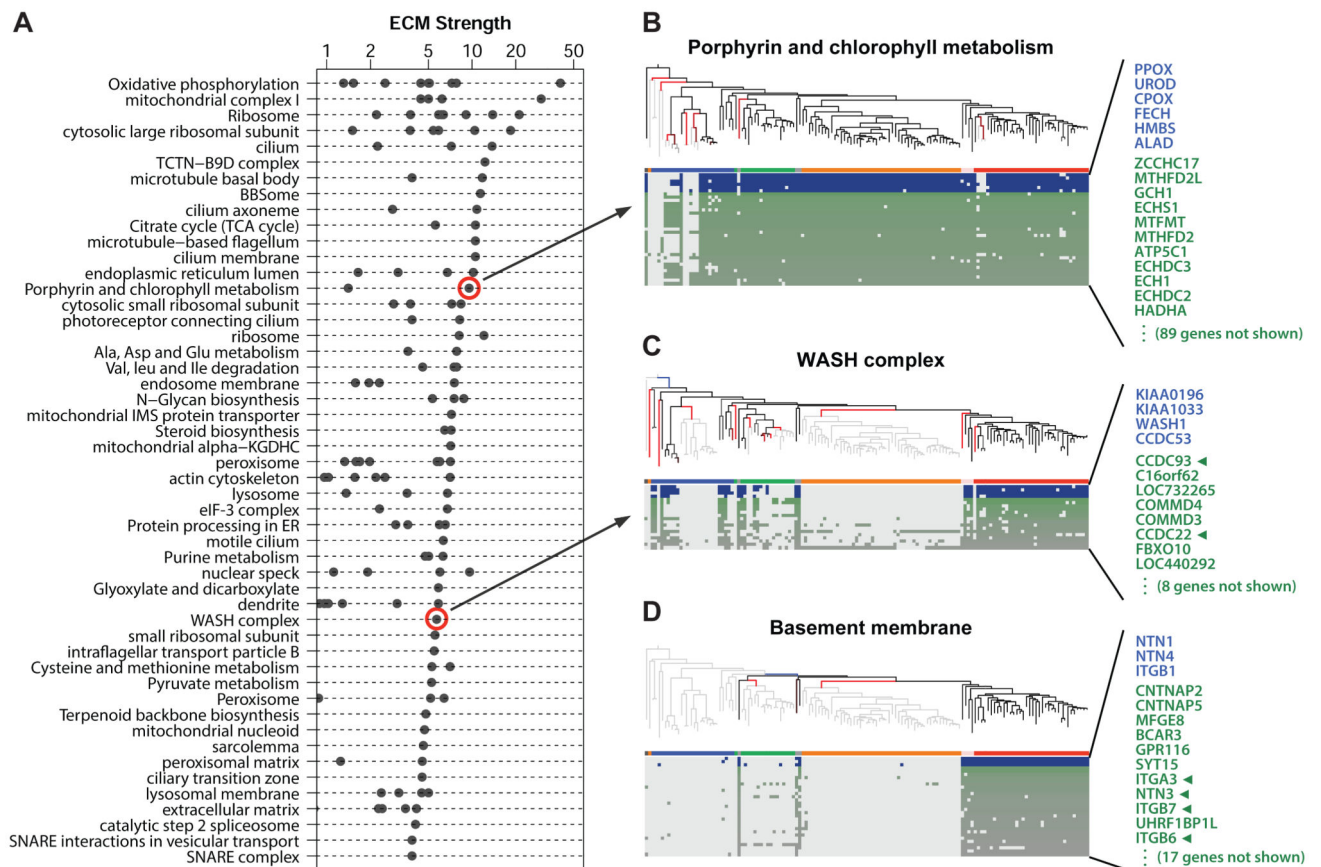 A
ECM Strength
1 2 5 10 20 50
Oxidative phosphorylation
mitochondrial complex I
Ribosome
cytosolic large ribosomal subunit
cilium
TCTN−B9D complex
microtubule basal body
BBSome
cilium axoneme
Citrate cycle (TCA cycle)
microtubule−based flagellum
cilium membrane
endoplasmic reticulum lumen
Porphyrin and chlorophyll metabolism
cytosolic small ribosomal subunit
photoreceptor connecting cilium
ribosome
Ala, Asp and Glu metabolism
Val, leu and Ile degradation
endosome membrane
N−Glycan biosynthesis
mitochondrial IMS protein transporter
Steroid biosynthesis
mitochondrial alpha−KGDHC
peroxisome
actin cytoskeleton
lysosome
eIF−3 complex
Protein processing in ER
motile cilium
Purine metabolism
nuclear speck
Glyoxylate and dicarboxylate
dendrite
WASH complex
small ribosomal subunit
intraflagellar transport particle B
Cysteine and methionine metabolism
Pyruvate metabolism
Peroxisome
Terpenoid backbone biosynthesis
mitochondrial nucleoid
sarcolemma
peroxisomal matrix
ciliary transition zone
lysosomal membrane
extracellular matrix
catalytic step 2 spliceosome
SNARE interactions in vesicular transport
SNARE complex
B
Porphyrin and chlorophyll metabolism
PPOX
UROD
CPOX
FECH
HMBS
ALAD
ZCCHC17
MTHFD2L
GCH1
ECHS1
MTFMT
MTHFD2
ATP5C1
ECHDC3
ECH1
ECHDC2
HADHA
(89 genes not shown)
C
WASH complex
KIAA0196
KIAA1033
WASH1
CCDC53
CCDC93
C16orf62
LOC732265
COMMD4
COMMD3
CCDC22
FBXO10
LOC440292
(8 genes not shown)
D
Basement membrane
NTN1
NTN4
ITGB1
CNTNAP2
CNTNAP5
MFGE8
BCAR3
GPR116
SYT15
ITGA3
NTN3
ITGB7
UHRF1BP1L
ITGB6
(17 genes not shown)